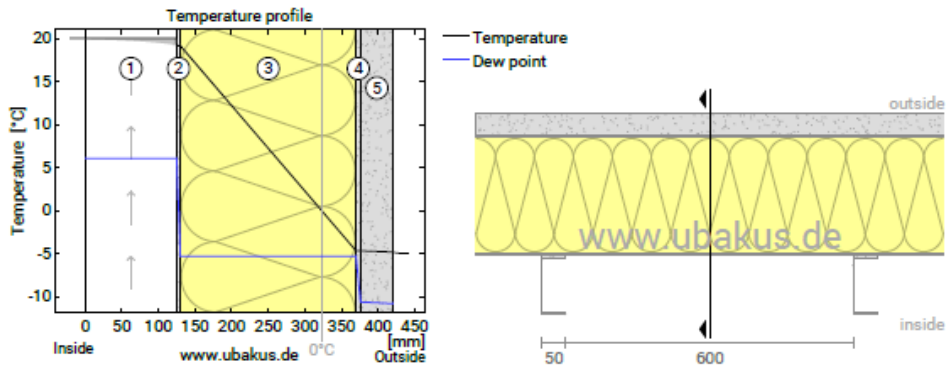 Temperature profile
Temperature [°C]
20
15
10
5
0
-5
-10
1
2
3
4
5
0 50 100 150 200 250 300 350 400 450
[mm]
Inside
www.ubakus.de
0°C
Outside
Temperature
Dew point
outside
www.ubakus.de
inside
50
600